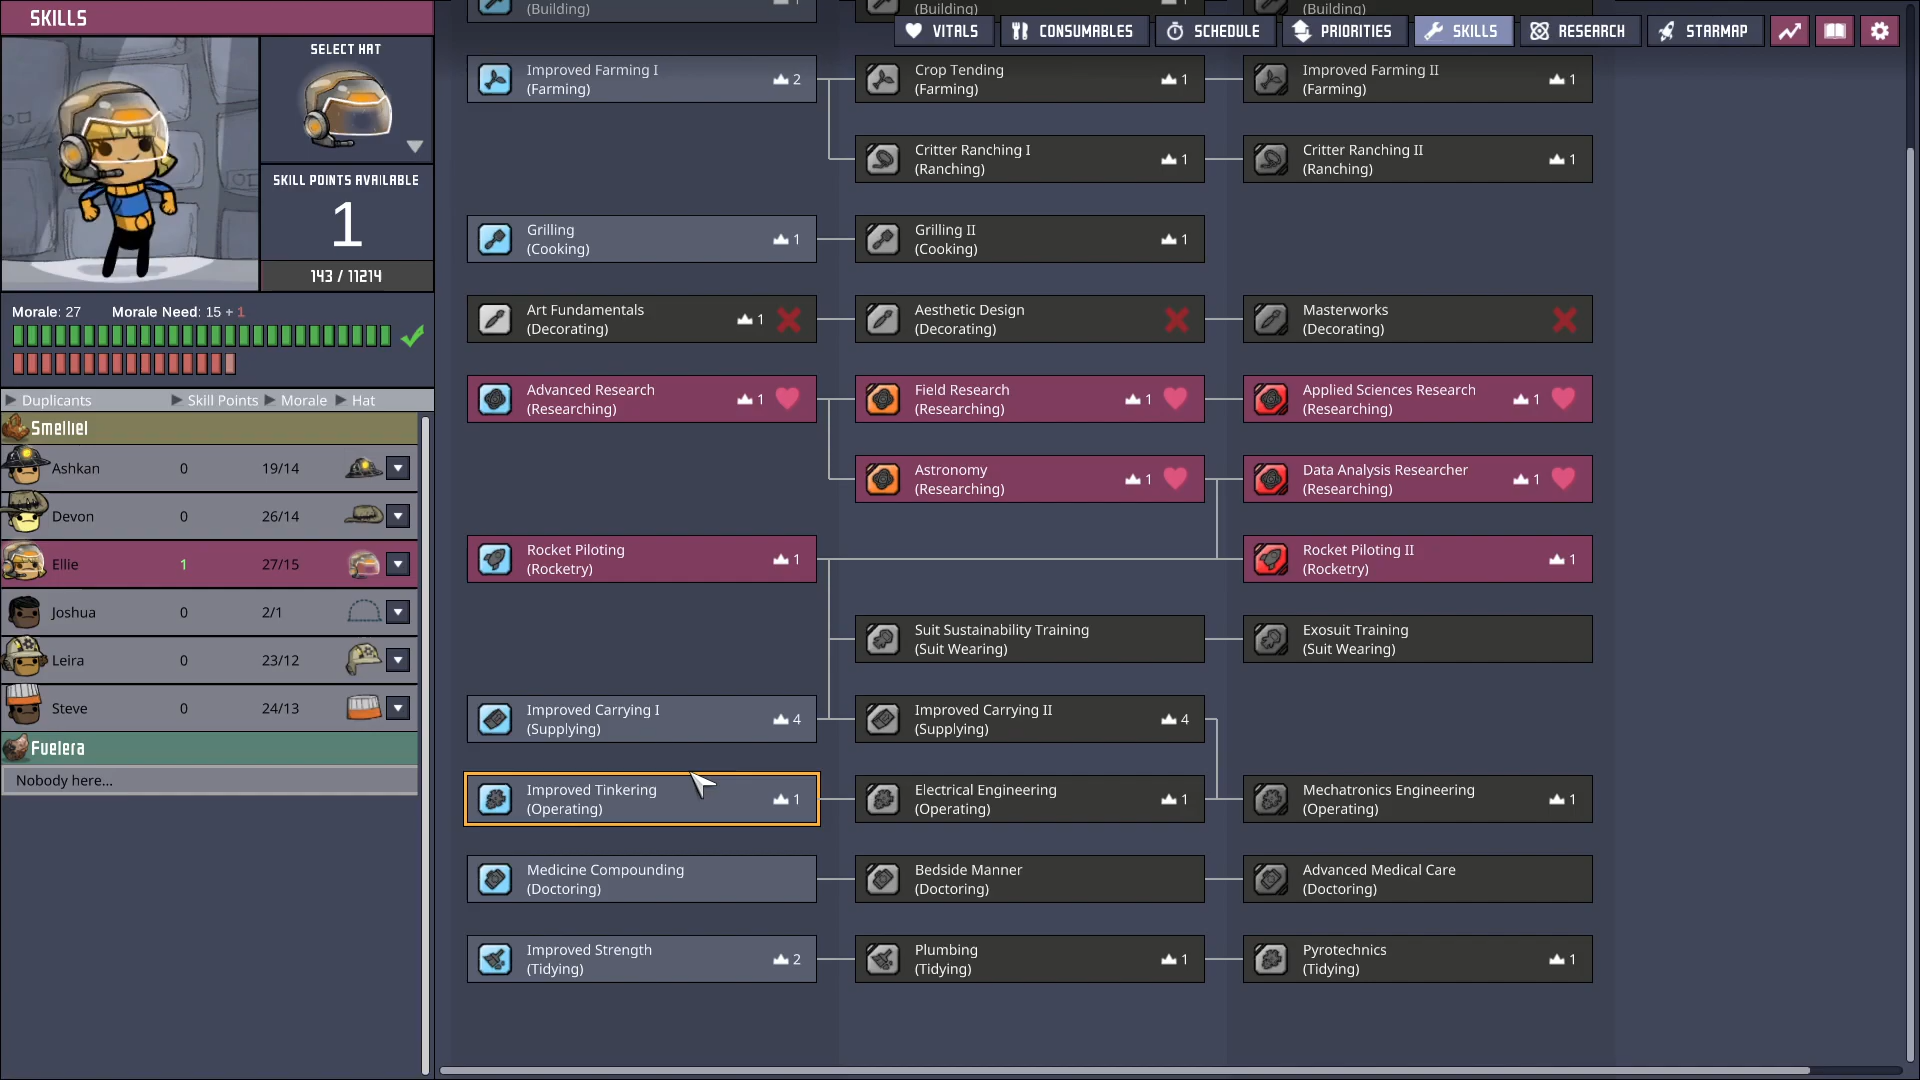 SKILLS
SELECT HAT
SKILL POINTS AVAILABLE
1
143 / 11214
Morale: 27 Morale Need: 15 + 1
Duplicants Skill Points Morale Hat
Smelliel
Ashkan 0 19/14
Devon 0 26/14
Ellie 1 27/15
Joshua 0 2/1
Leira 0 23/12
Steve 0 24/13
Fuelera
Nobody here...
VITALS CONSUMABLES SCHEDULE PRIORITIES SKILLS RESEARCH STARMAP
(Building) (Building) (Building)
Improved Farming I 2
(Farming)
Crop Tending 1
(Farming)
Improved Farming II 1
(Farming)
Critter Ranching I 1
(Ranching)
Critter Ranching II 1
(Ranching)
Grilling 1
(Cooking)
Grilling II 1
(Cooking)
Art Fundamentals 1
(Decorating)
Aesthetic Design
(Decorating)
Masterworks
(Decorating)
Advanced Research 1
(Researching)
Field Research 1
(Researching)
Applied Sciences Research 1
(Researching)
Astronomy 1
(Researching)
Data Analysis Researcher 1
(Researching)
Rocket Piloting 1
(Rocketry)
Rocket Piloting II 1
(Rocketry)
Suit Sustainability Training
(Suit Wearing)
Exosuit Training
(Suit Wearing)
Improved Carrying I 4
(Supplying)
Improved Carrying II 4
(Supplying)
Improved Tinkering 1
(Operating)
Electrical Engineering 1
(Operating)
Mechatronics Engineering 1
(Operating)
Medicine Compounding
(Doctoring)
Bedside Manner
(Doctoring)
Advanced Medical Care
(Doctoring)
Improved Strength 2
(Tidying)
Plumbing 1
(Tidying)
Pyrotechnics 1
(Tidying)